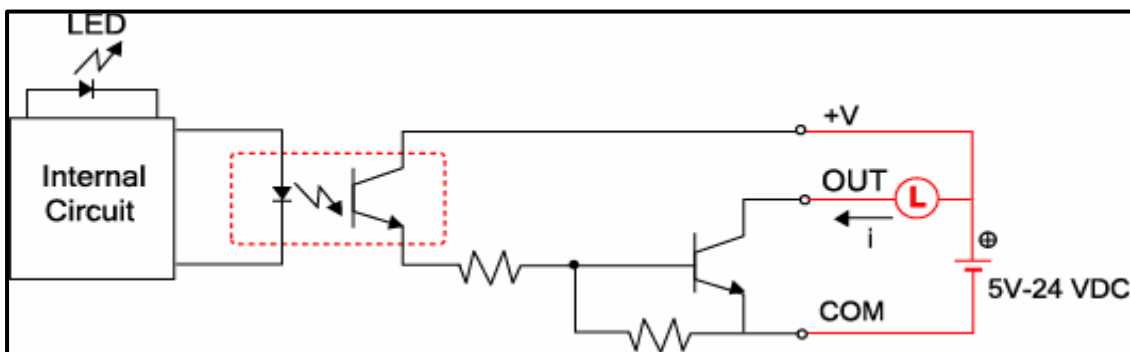 LED
Internal
Circuit
+V
OUT
L
i
5V-24 VDC
COM